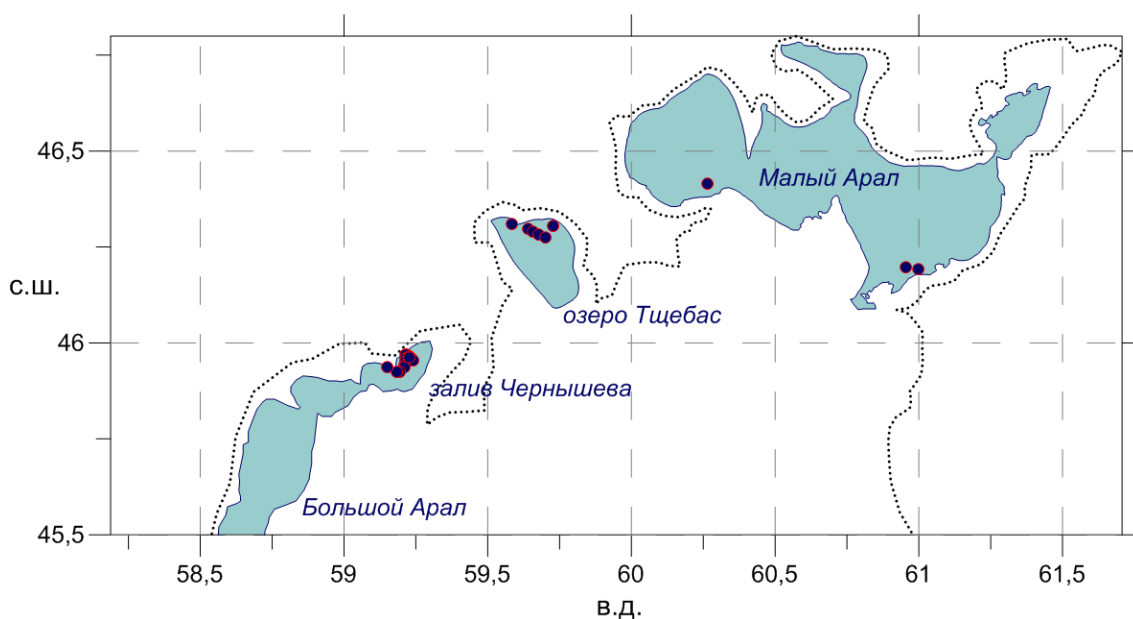 46,5
Малый Арал
с.ш.
озеро Тщебас
46
залив Чернышева
Большой Арал
45,5
58,5 59 59,5 60 60,5 61 61,5
в.д.